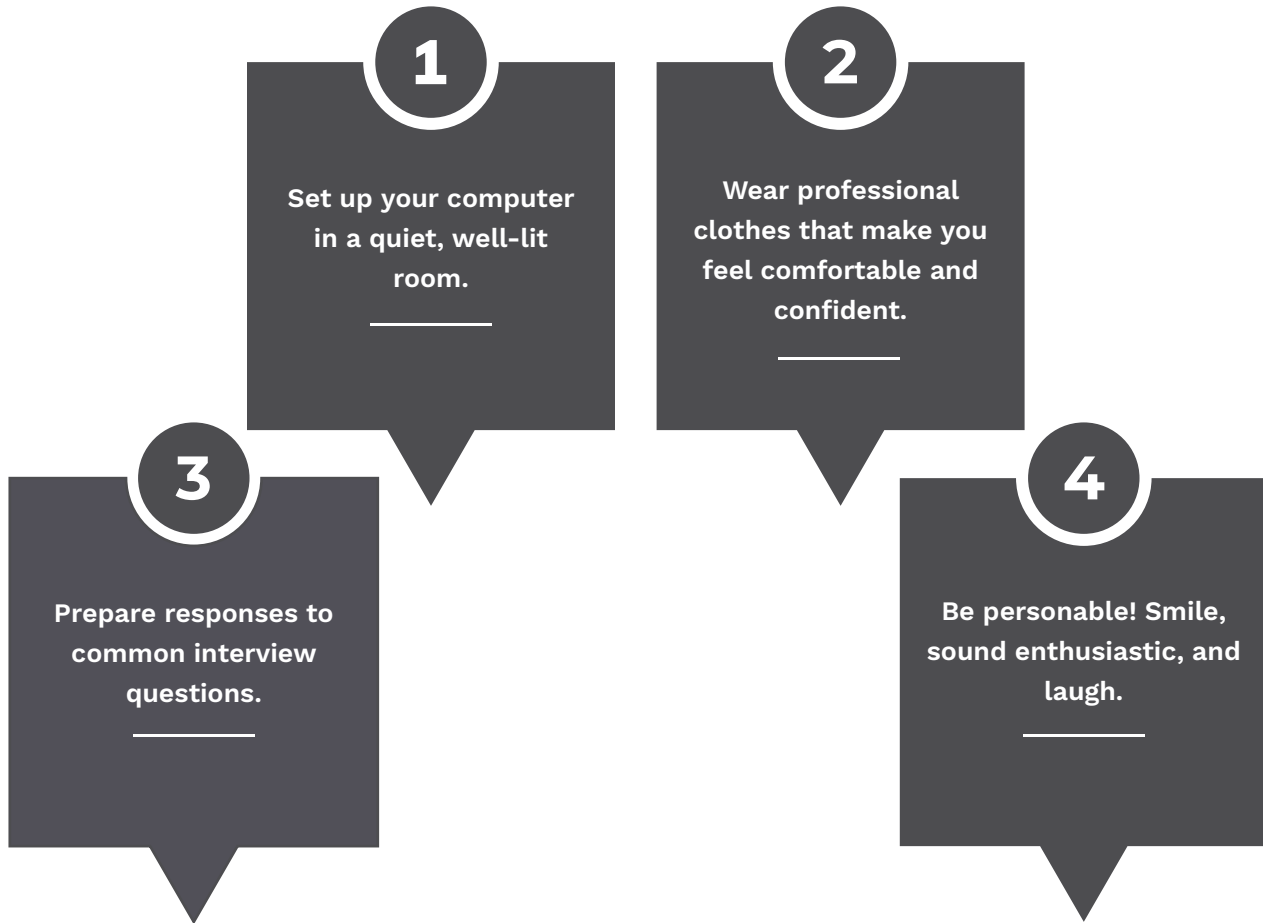 1
Set up your computer
in a quiet, well-lit
room.
2
Wear professional
clothes that make you
feel comfortable and
confident.
3
Prepare responses to
common interview
questions.
4
Be personable! Smile,
sound enthusiastic, and
laugh.